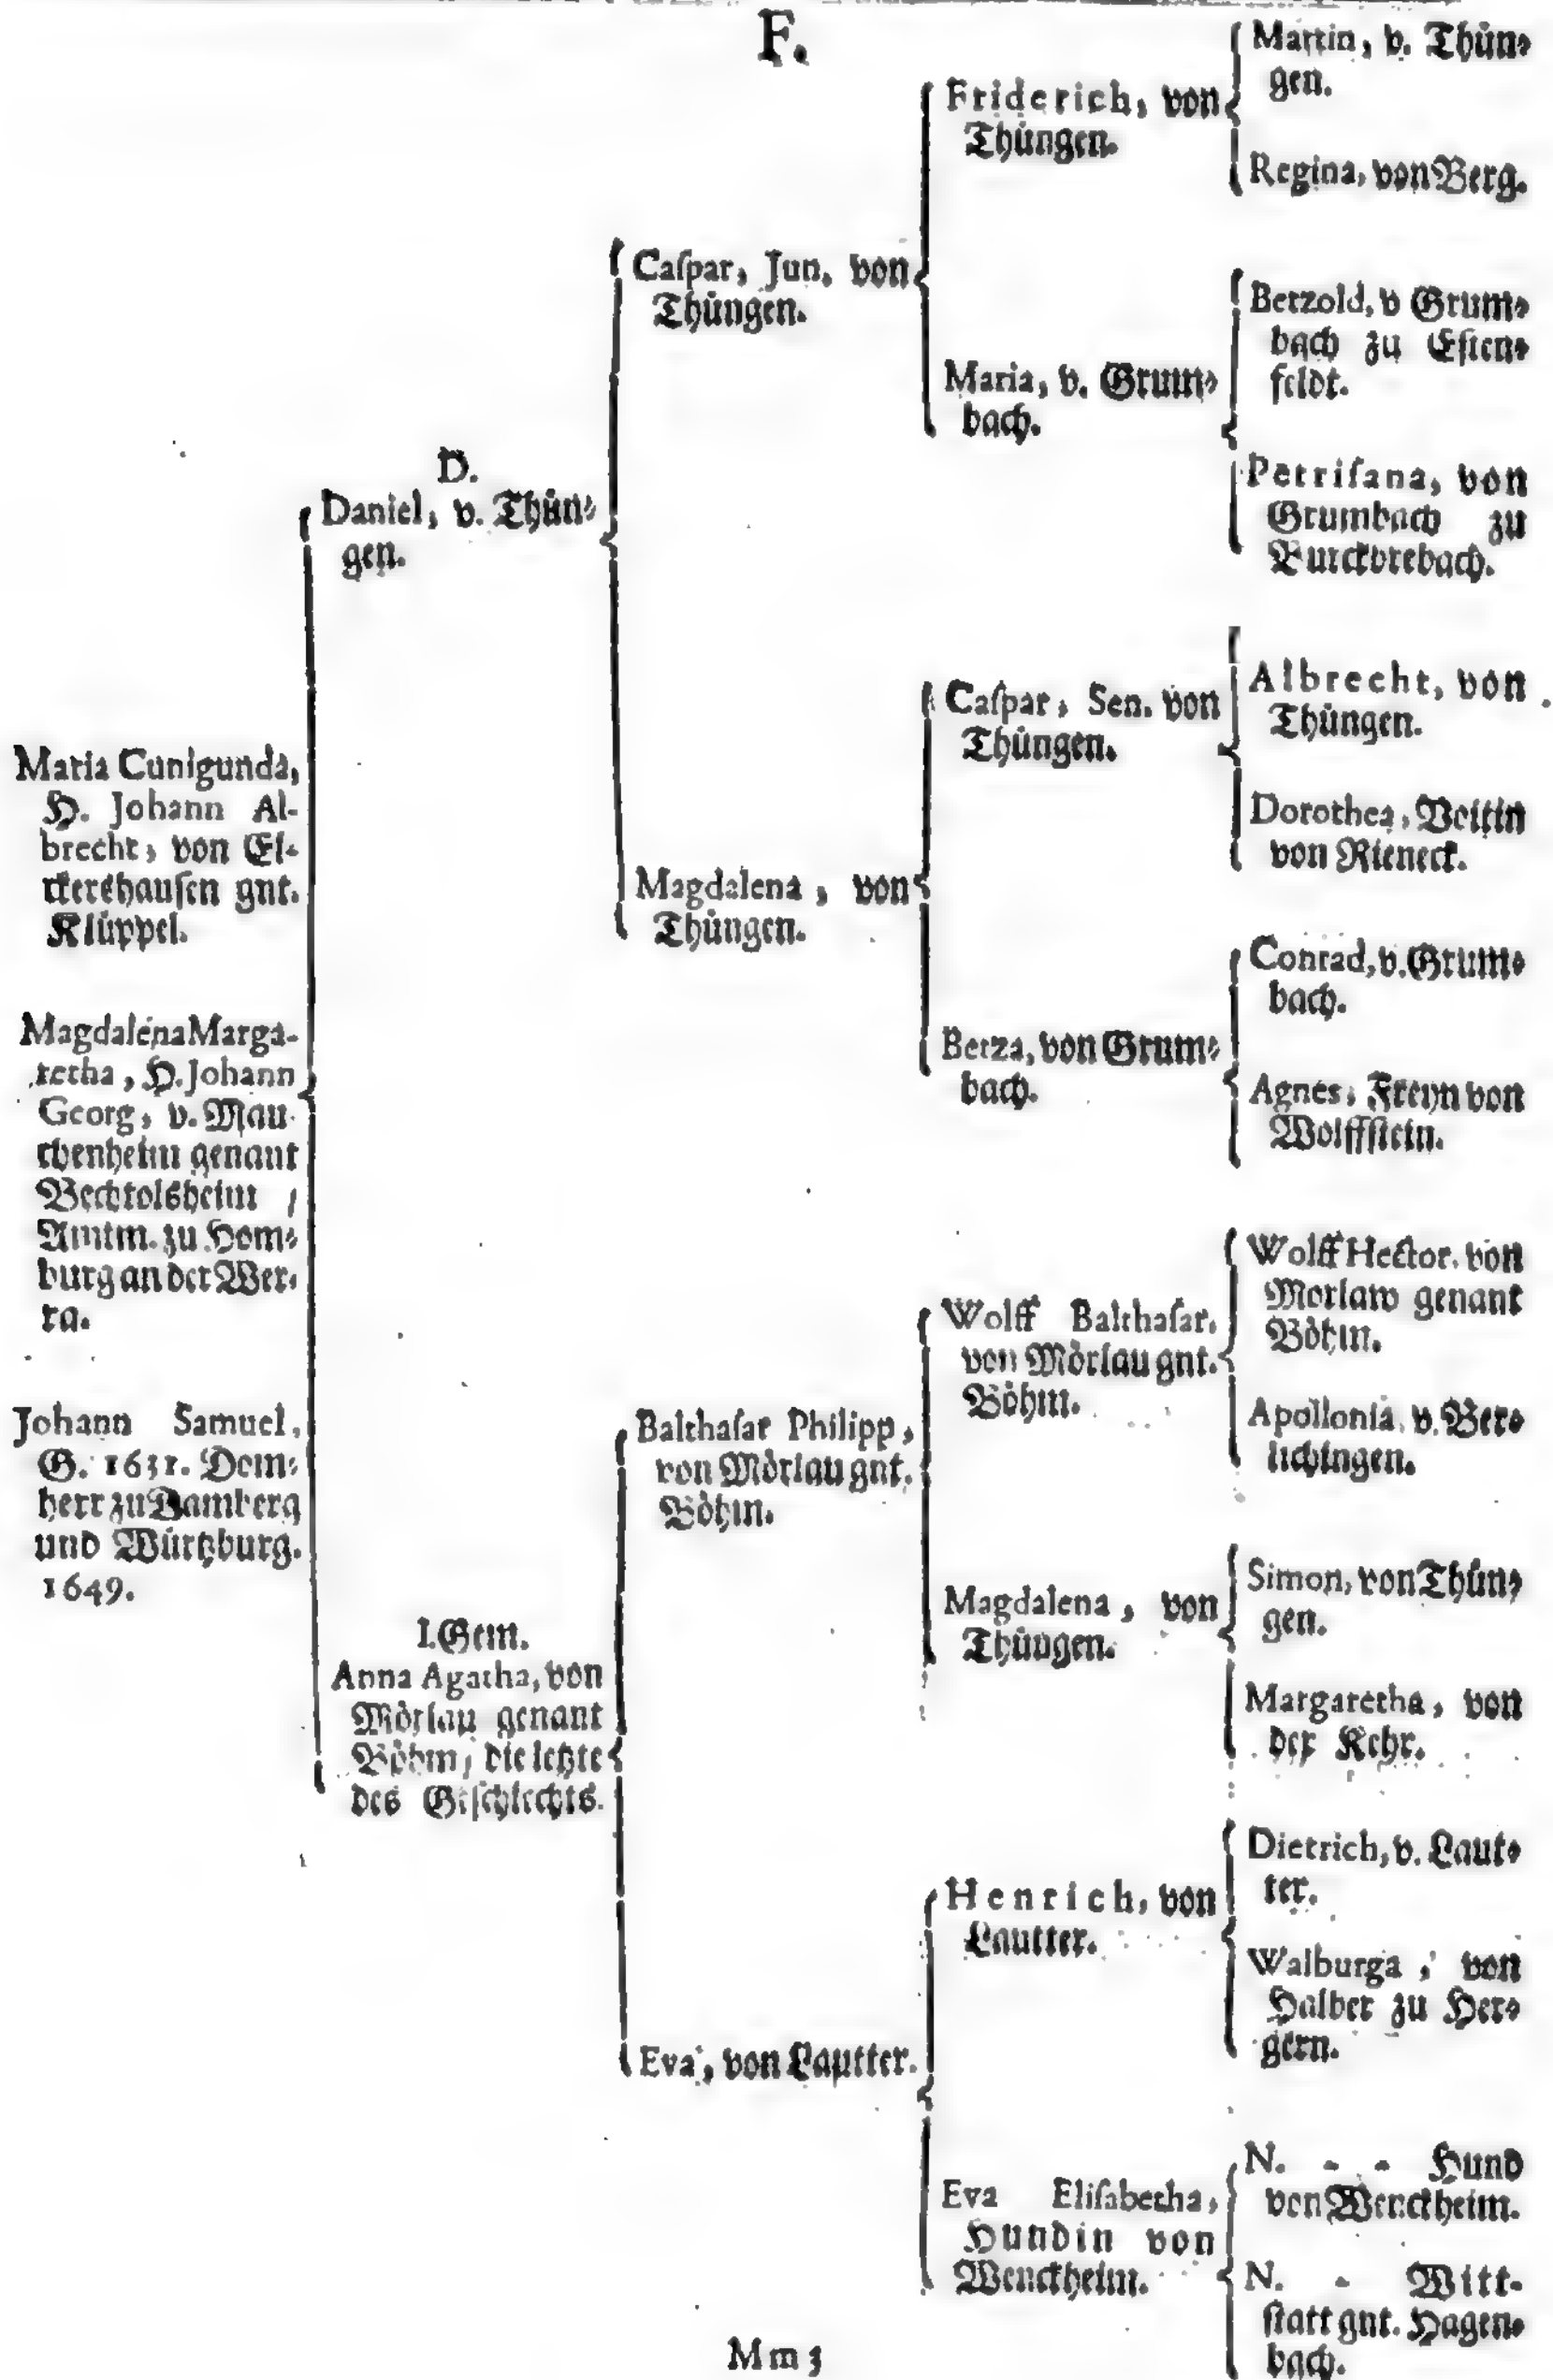 F.
Maria Cunigunda,
H. Johann Al-
brecht, von El-
ckershausen gnt.
Klüppel.
Magdalena Marga-
retha, H. Johann
Georg, v. Mau-
chenheim genant
Bechtolsheim /
Amtm. zu Hom-
burg an der Wer-
ra.
Johann Samuel,
G. 1631. Dom-
herr zu Bamberg
und Würtzburg.
1649.
D.
Daniel, v. Thün-
gen.
I. Gem.
Anna Agatha, von
Mörlau genant
Böhm, die letzte
des Geschlechts.
Caspar, Jun. von
Thüngen.
Magdalena, von
Thüngen.
Balthasar Philipp,
von Mörlau gnt.
Böhm.
Eva, von Lautter.
Friderich, von
Thüngen.
Maria, v. Grum-
bach.
Caspar, Sen. von
Thüngen.
Berza, von Grum-
bach.
Wolff Balthasar,
von Mörlau gnt.
Böhm.
Magdalena, von
Thüngen.
Henrich, von
Lautter.
Eva Elisabetha,
Hundin von
Wenckheim.
Martin, v. Thün-
gen.
Regina, von Berg.
Betzold, v Grum-
bach zu Esten-
feldt.
Petrisana, von
Grumbach zu
Burckbrebach.
Albrecht, von
Thüngen.
Dorothea, Voitin
von Rieneck.
Conrad, v. Grum-
bach.
Agnes, Freyn von
Wolffstein.
Wolff Hector, von
Morlaw genant
Böhm.
Apollonia, v. Ber-
lichingen.
Simon, von Thün-
gen.
Margaretha, von
der Kehr.
Dietrich, v. Laut-
ter.
Walburga, von
Halber zu Her-
gern.
N. - - Hund
von Wenckheim.
N. - Witt-
statt gnt. Hagen-
bach.
Mm 3